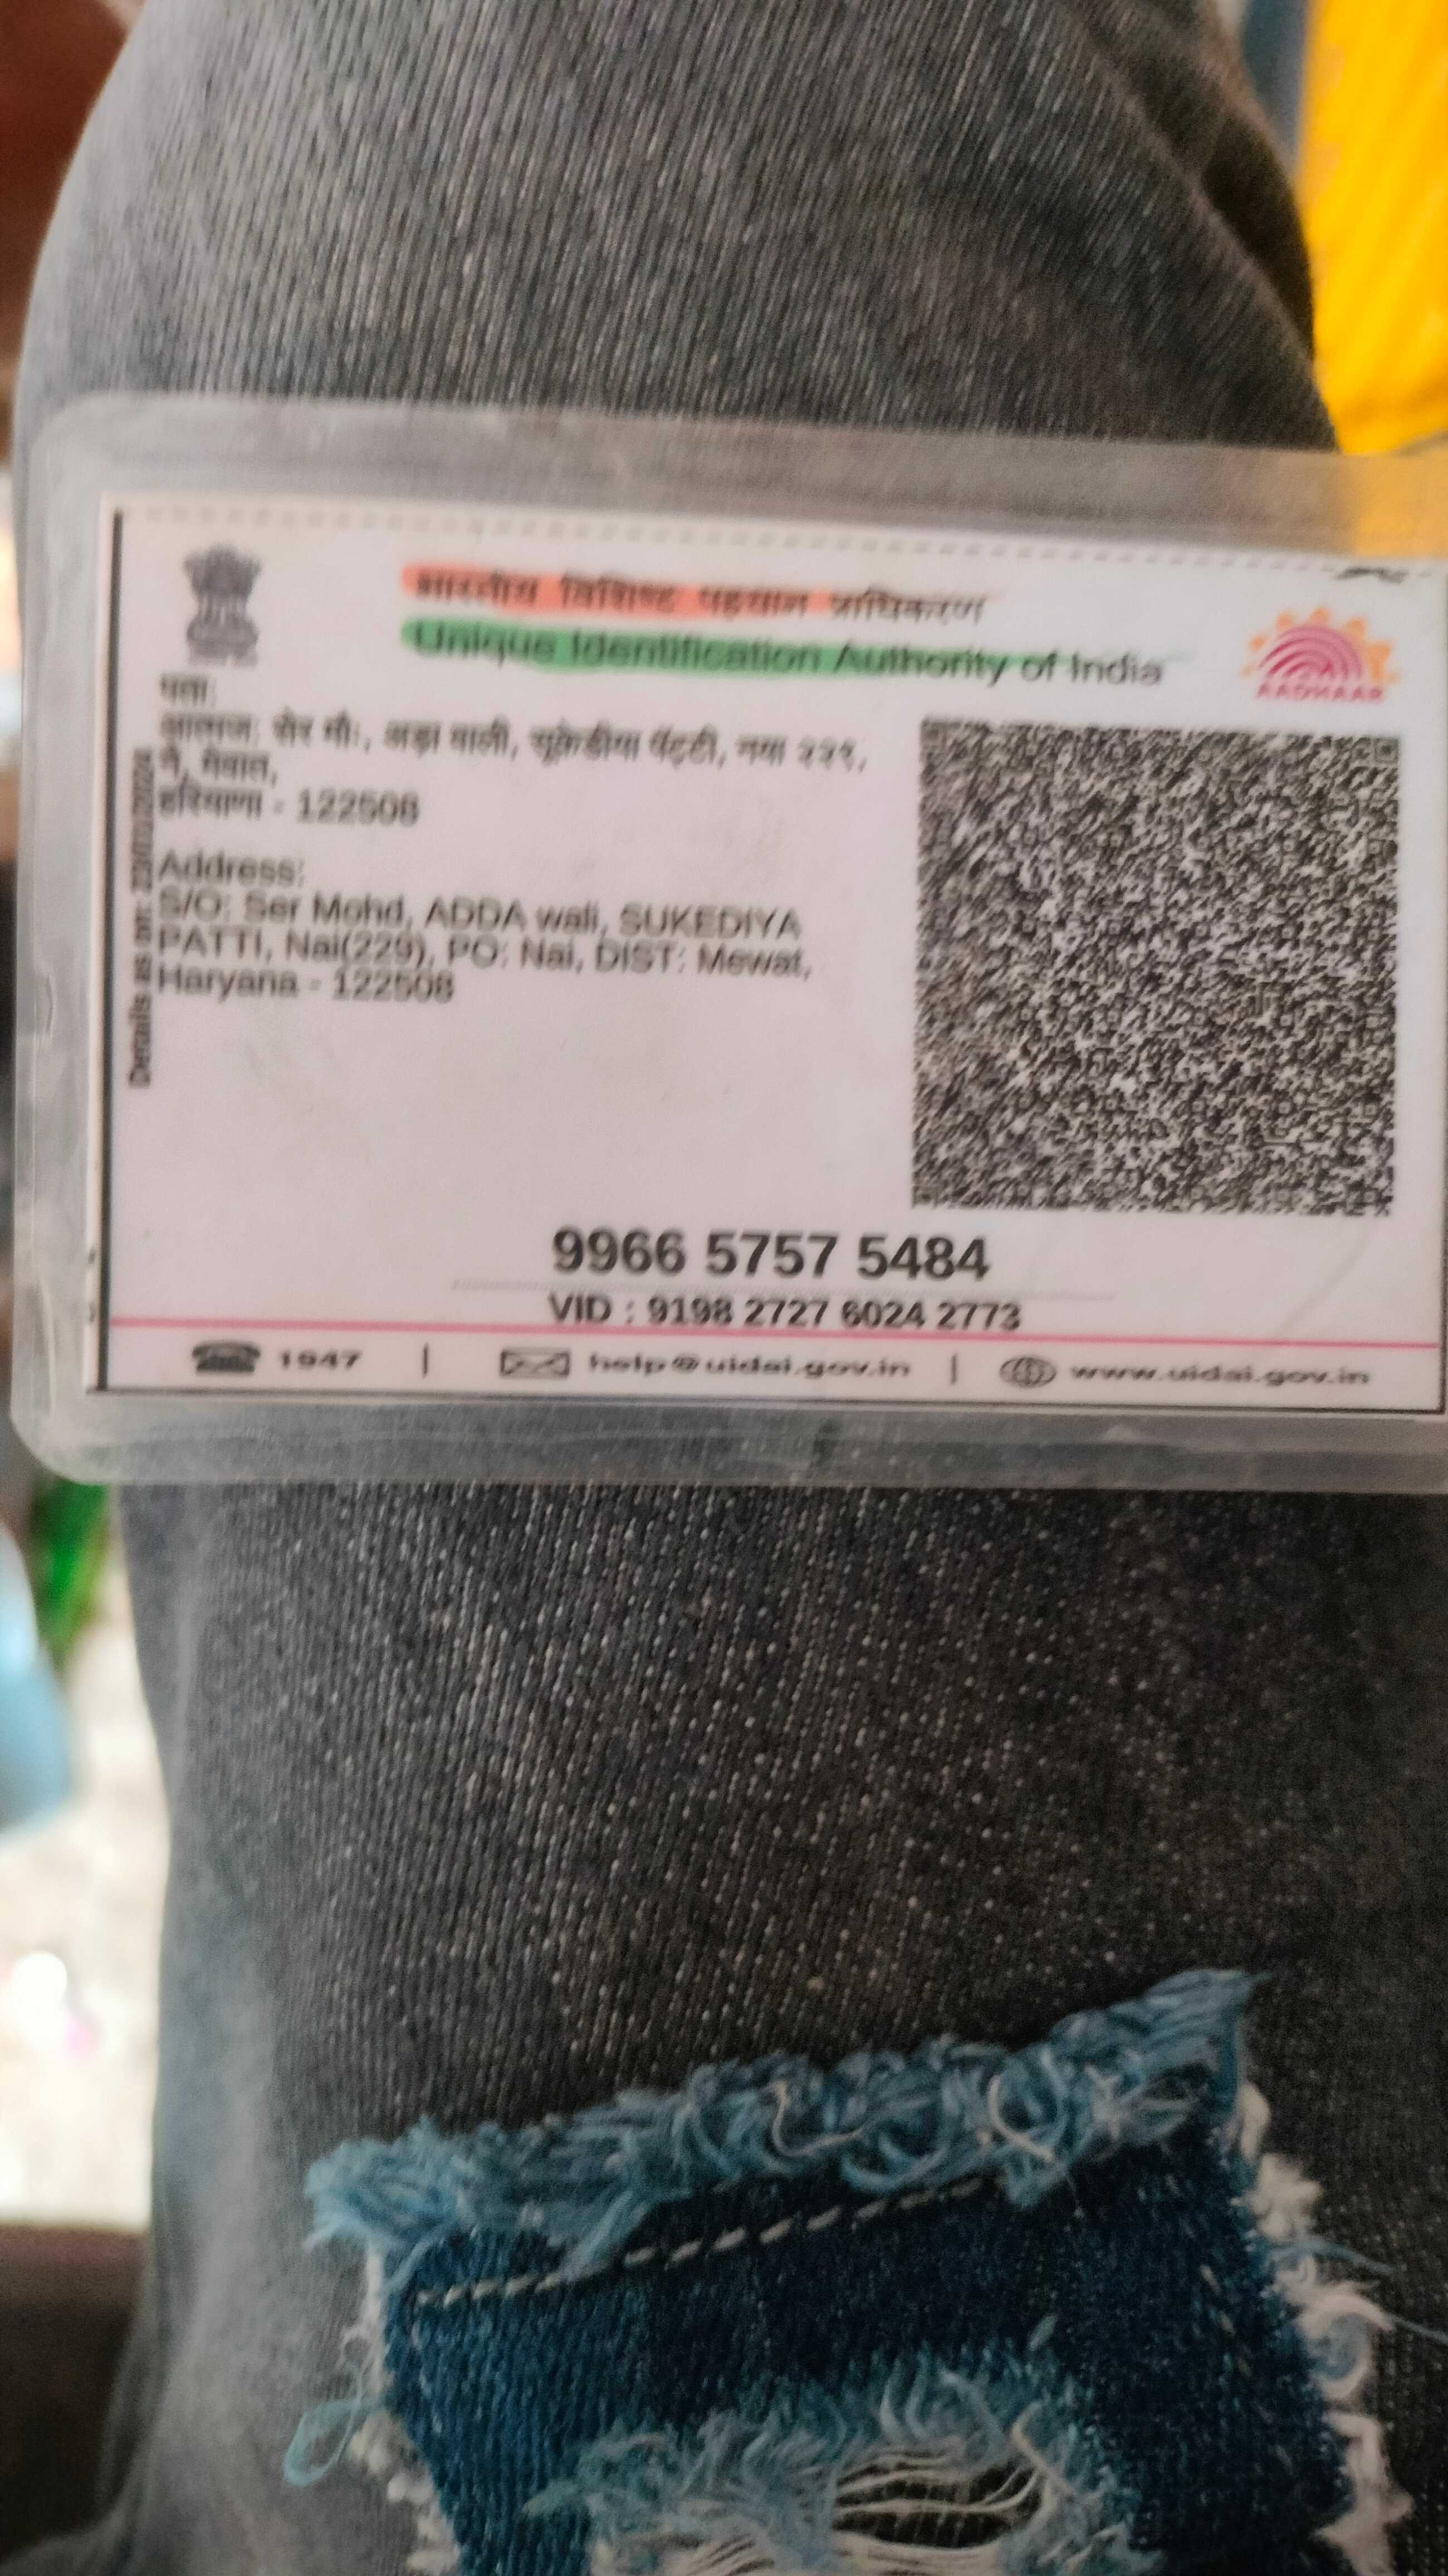 भारतीय विशिष्ट पहचान प्राधिकरण
Unique Identification Authority of India
AADHAAR
पता:
आत्मज: सेर मौ:, अड्डा वाली, सूकेडीया पॅट्टी, नया २२९,
ने, मेवात,
हरियाणा - 122508
Address:
S/O: Ser Mohd, ADDA wali, SUKEDIYA
PATTI, Nai(229), PO: Nai, DIST: Mewat,
Haryana - 122508
Details as on:
9966 5757 5484
VID : 9198 2727 6024 2773
1947 | help@uidai.gov.in | www.uidai.gov.in